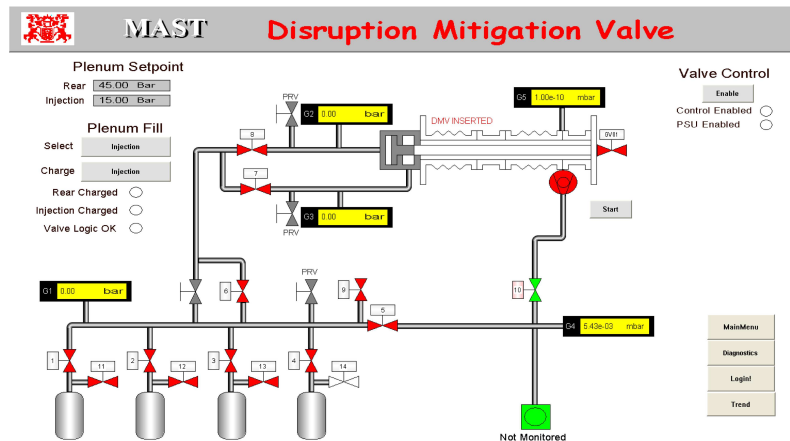 MAST Disruption Mitigation Valve
Plenum Setpoint
Rear 45.00 Bar
Injection 15.00 Bar
Plenum Fill
Select Injection
Charge Injection
Rear Charged
Injection Charged
Valve Logic OK
PRV
G2 0.00 bar
8
7
G3 0.00 bar
PRV
DMV INSERTED
G5 1.00e-10 mbar
Valve Control
Enable
Control Enabled
PSU Enabled
Start
G1 0.00 bar
6
PRV
9
5
10
G4 5.43e-03 mbar
1
11
2
12
3
13
4
14
Not Monitored
MainMenu
Diagnostics
Login!
Trend